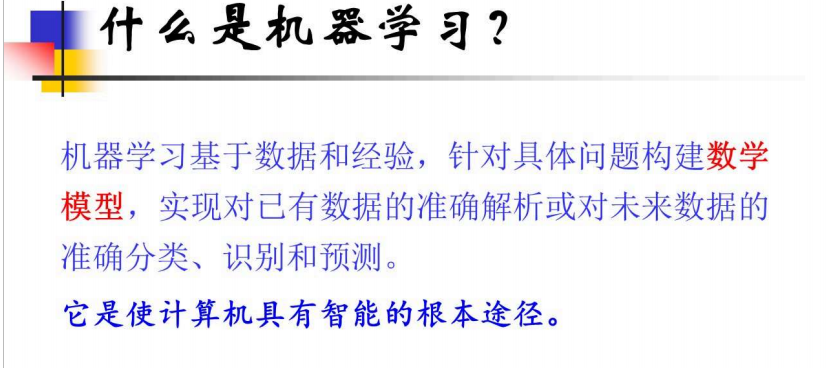 什么是机器学习？
机器学习基于数据和经验，针对具体问题构建数学
模型，实现对已有数据的准确解析或对未来数据的
准确分类、识别和预测。
它是使计算机具有智能的根本途径。